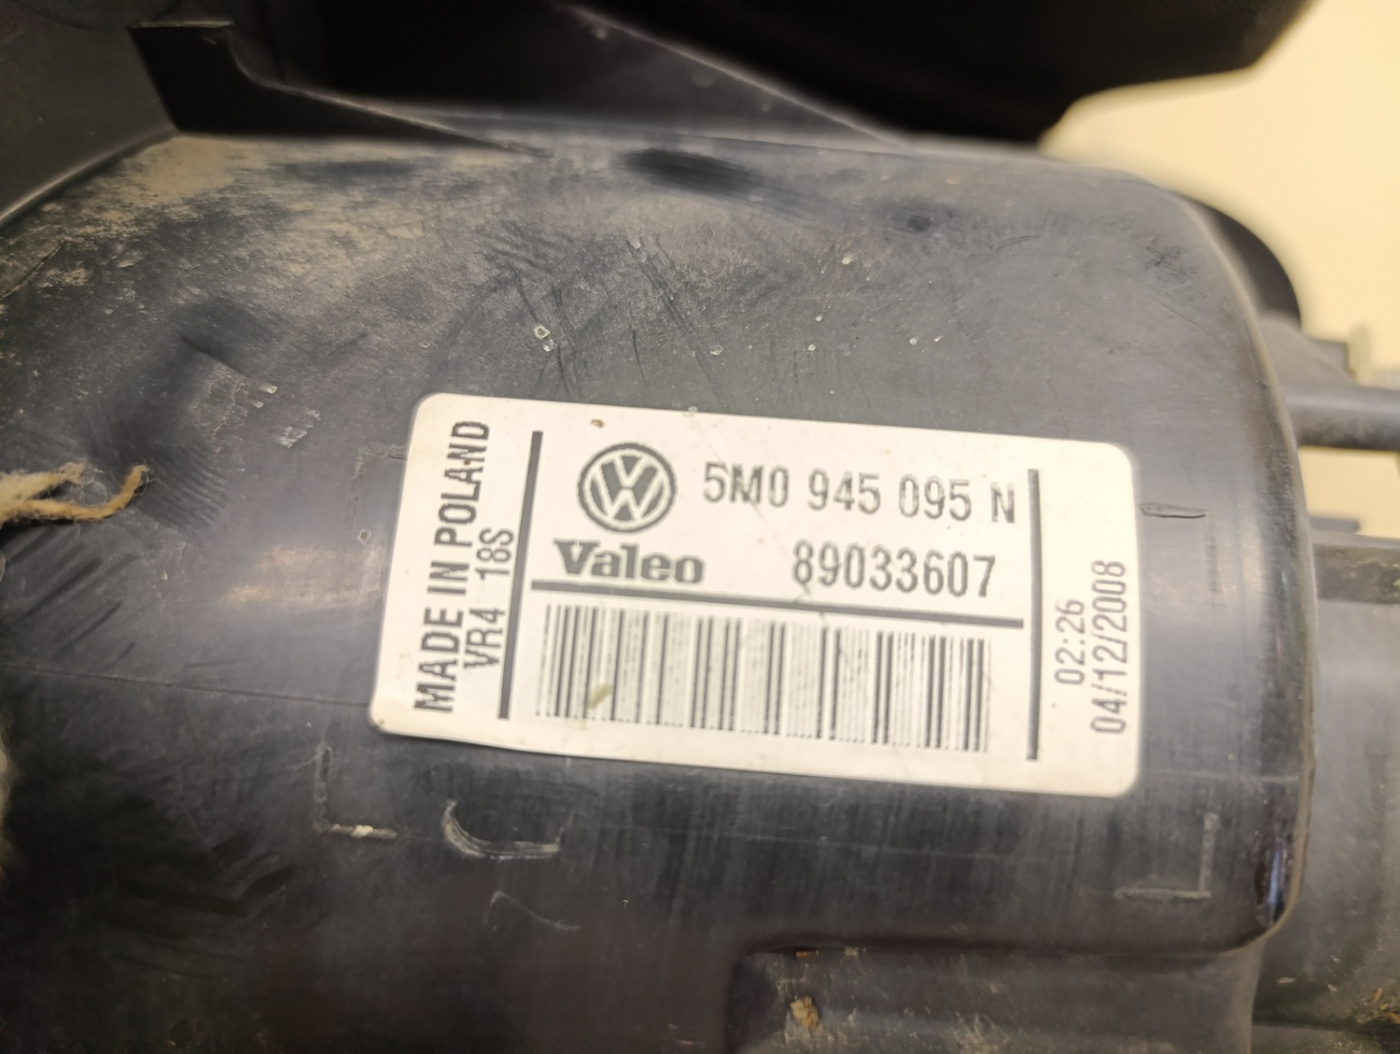 MADE IN POLAND
VR4 18S
5M0 945 095 N
Valeo 89033607
02:26
04/12/2008